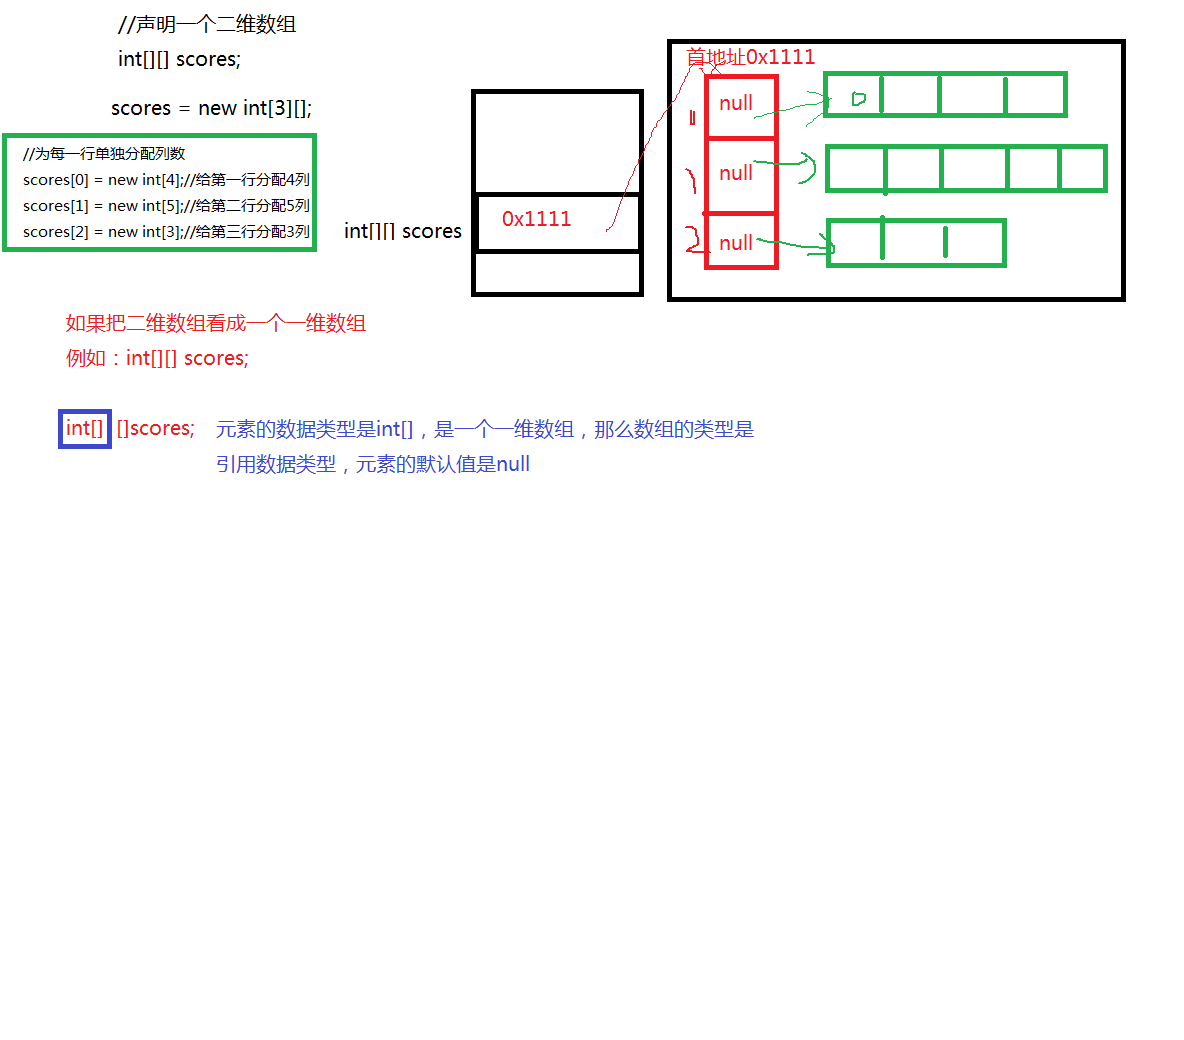 //声明一个二维数组
int[][] scores;
scores = new int[3][];
//为每一行单独分配列数
scores[0] = new int[4];//给第一行分配4列
scores[1] = new int[5];//给第二行分配5列
scores[2] = new int[3];//给第三行分配3列
int[][] scores
0x1111
首地址0x1111
0
null
0
1
null
2
null
如果把二维数组看成一个一维数组
例如：int[][] scores;
int[] []scores;
元素的数据类型是int[]，是一个一维数组，那么数组的类型是
引用数据类型，元素的默认值是null